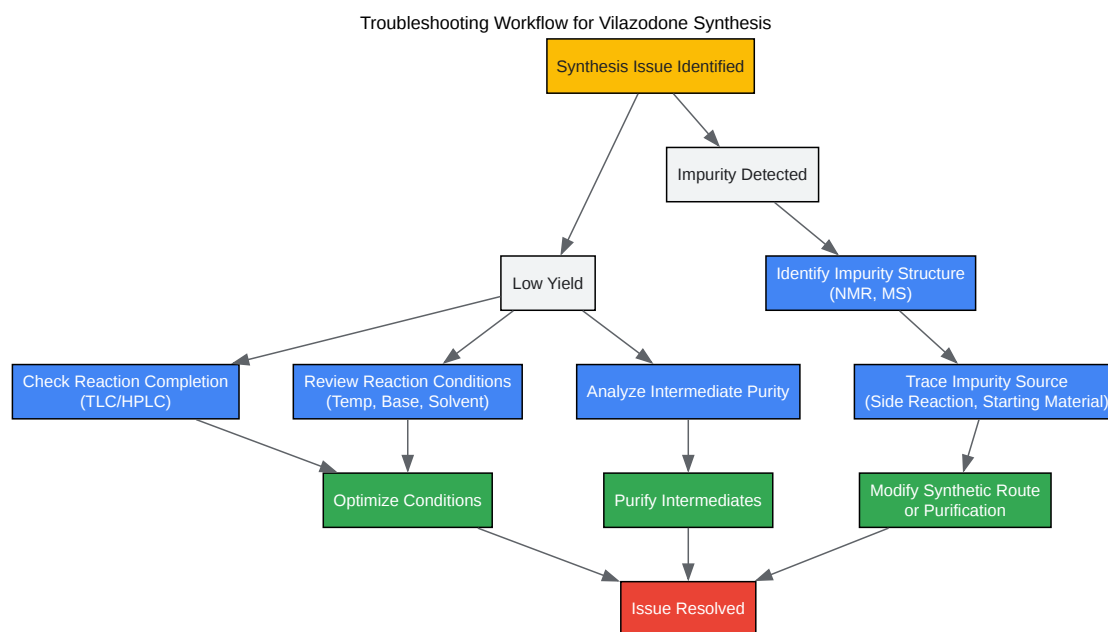 Troubleshooting Workflow for Vilazodone Synthesis
Synthesis Issue Identified
Impurity Detected
Low Yield
Identify Impurity Structure
(NMR, MS)
Check Reaction Completion
(TLC/HPLC)
Review Reaction Conditions
(Temp, Base, Solvent)
Analyze Intermediate Purity
Trace Impurity Source
(Side Reaction, Starting Material)
Optimize Conditions
Purify Intermediates
Modify Synthetic Route
or Purification
Issue Resolved